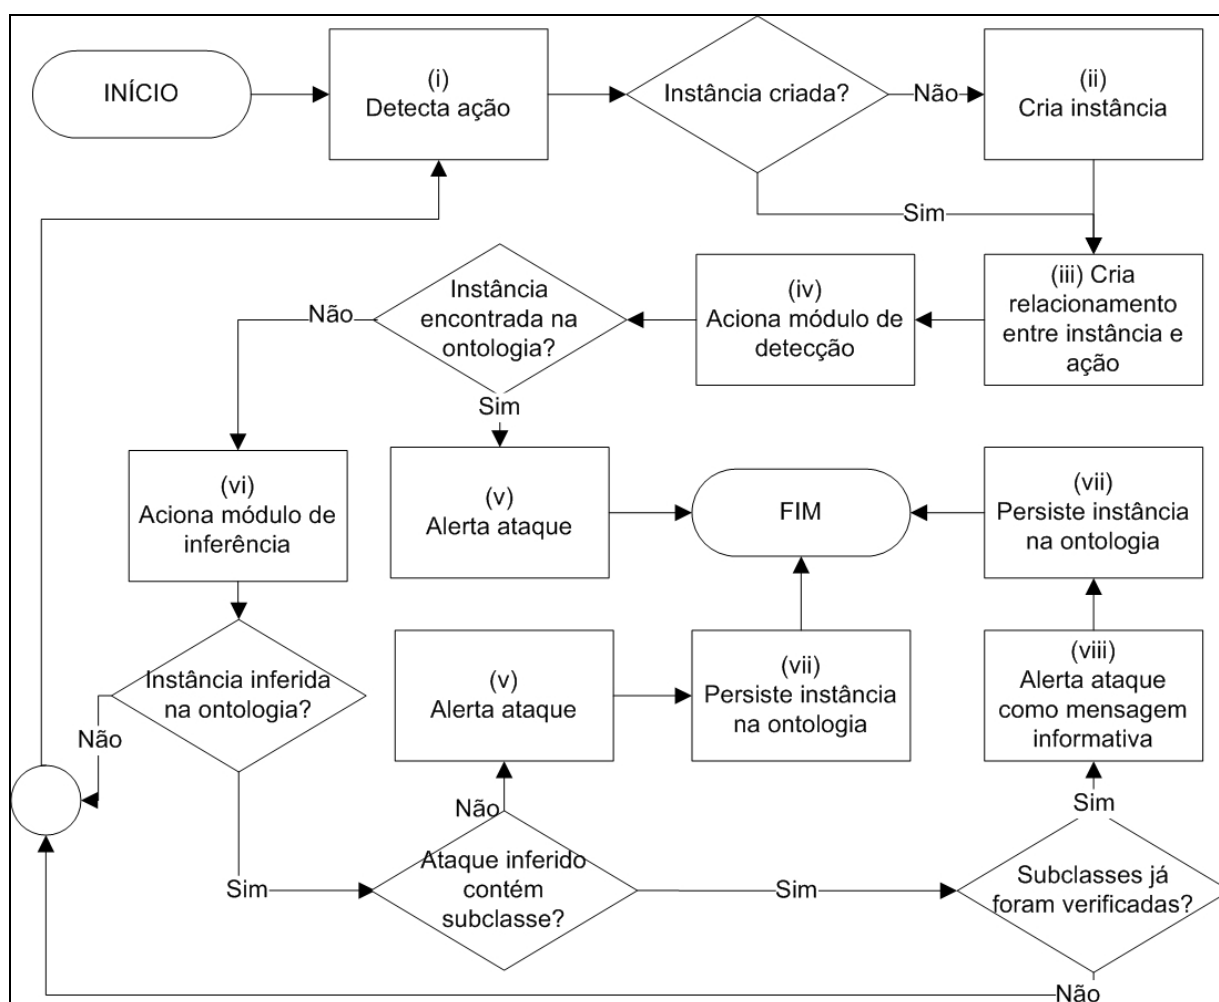 INÍCIO
(i)
Detecta ação
Instância criada?
Não
(ii)
Cria instância
Sim
(iii) Cria
relacionamento
entre instância e
ação
(iv)
Aciona módulo de
detecção
Instância
encontrada na
ontologia?
Não
Sim
(vi)
Aciona módulo de
inferência
(v)
Alerta ataque
FIM
(vii)
Persiste instância
na ontologia
Instância inferida
na ontologia?
Não
(v)
Alerta ataque
(vii)
Persiste instância
na ontologia
(viii)
Alerta ataque
como mensagem
informativa
Não
Sim
Sim
Ataque inferido
contém
subclasse?
Sim
Subclasses já
foram verificadas?
Não